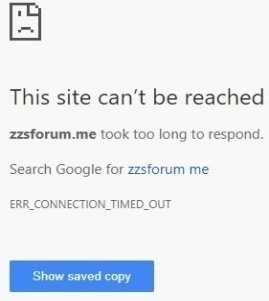 This site can't be reached
zzsforum.me took too long to respond.
Search Google for zzsforum me
ERR_CONNECTION_TIMED_OUT
Show saved copy